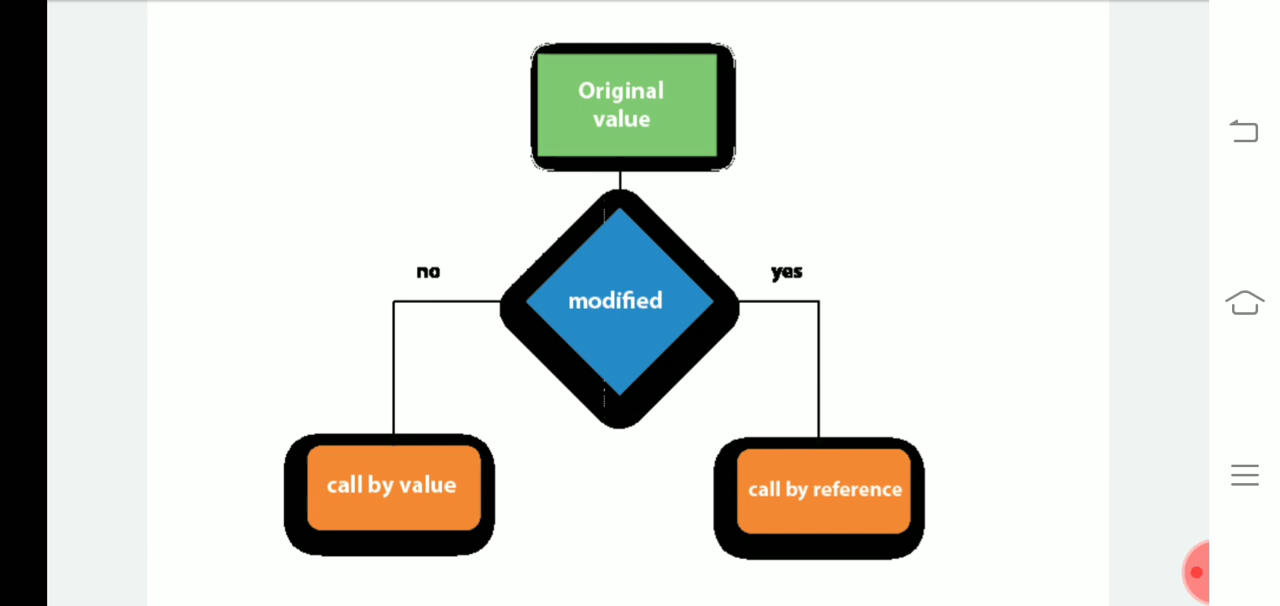 Original
value
no
yes
modified
call by value
call by reference